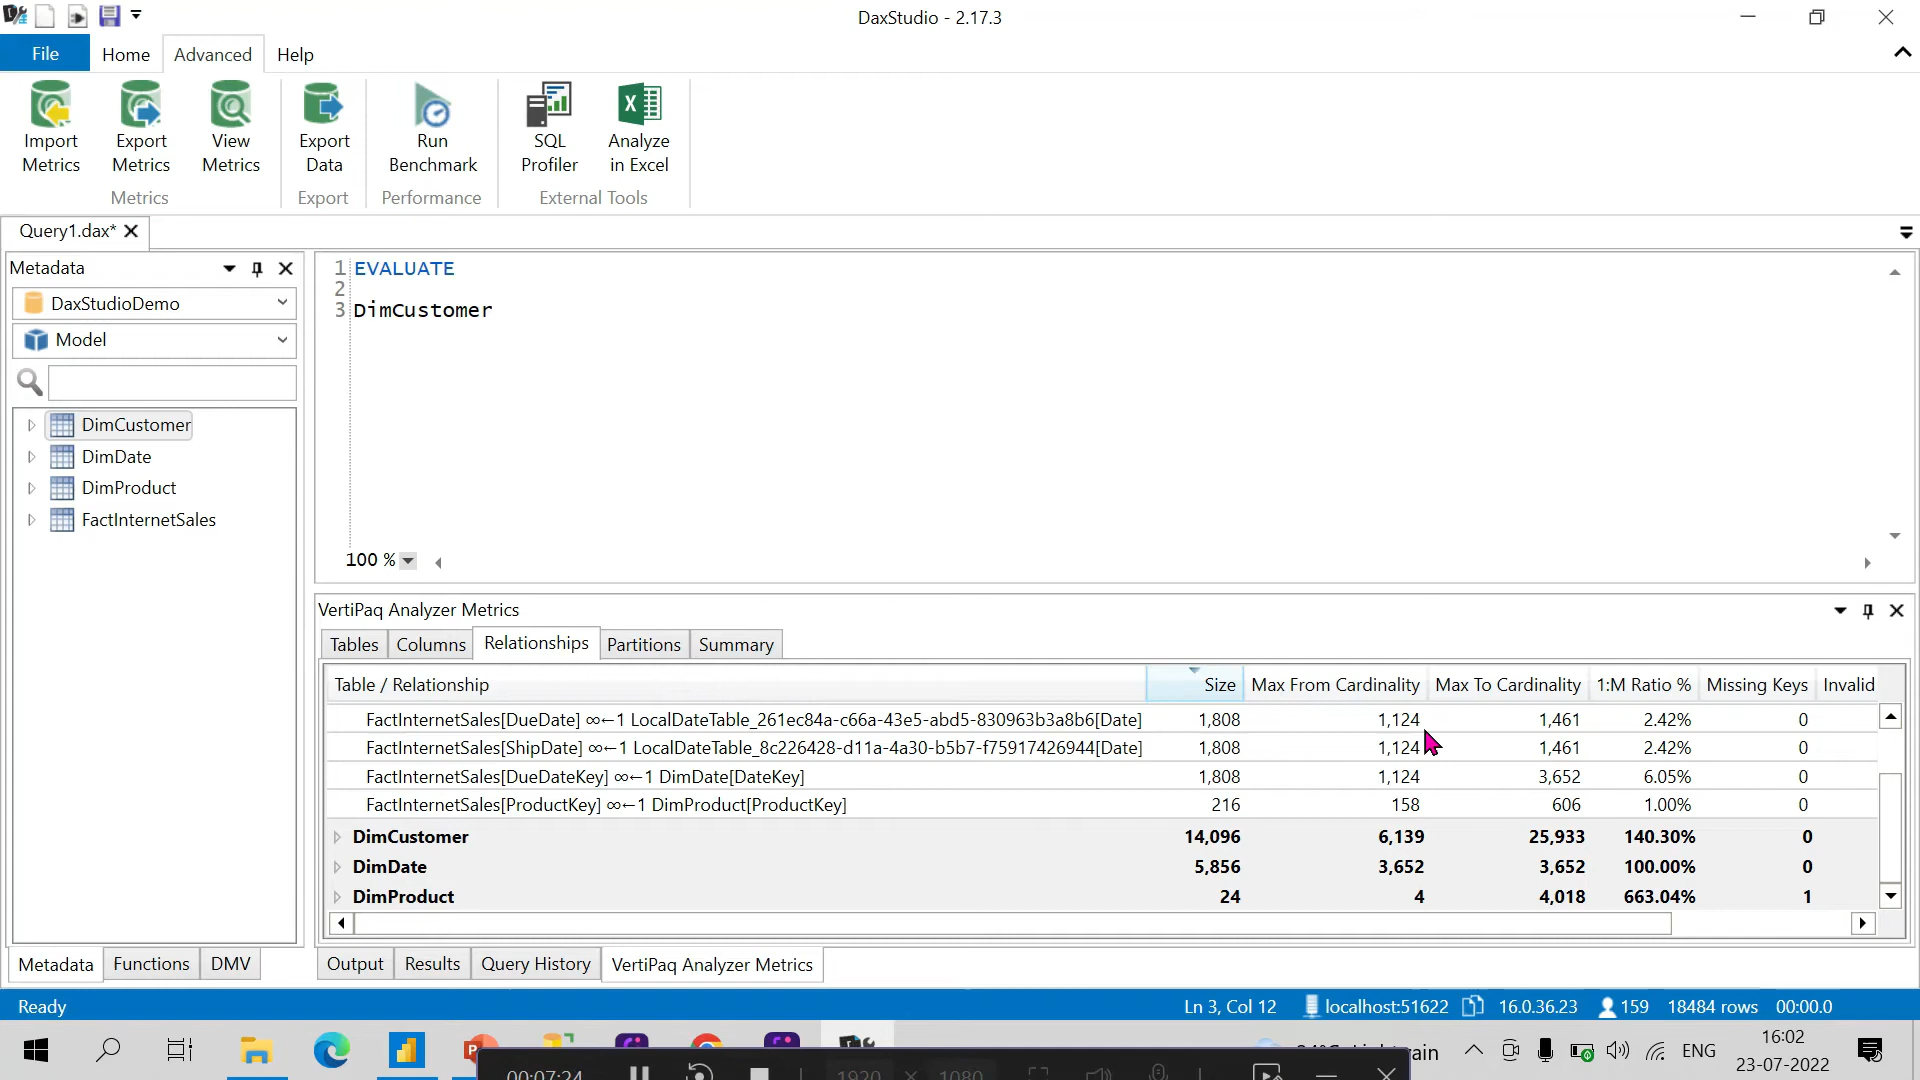 DaxStudio - 2.17.3
File Home Advanced Help
Import Metrics
Export Metrics
View Metrics
Export Data
Run Benchmark
SQL Profiler
Analyze in Excel
Metrics Export Performance External Tools
Query1.dax*
Metadata
DaxStudioDemo
Model
DimCustomer
DimDate
DimProduct
FactInternetSales
1 EVALUATE
2
3 DimCustomer
100 %
VertiPaq Analyzer Metrics
Tables Columns Relationships Partitions Summary
Table / Relationship Size Max From Cardinality Max To Cardinality 1:M Ratio % Missing Keys Invalid
FactInternetSales[DueDate] ∞←1 LocalDateTable_261ec84a-c66a-43e5-abd5-830963b3a8b6[Date] 1,808 1,124 1,461 2.42% 0
FactInternetSales[ShipDate] ∞←1 LocalDateTable_8c226428-d11a-4a30-b5b7-f75917426944[Date] 1,808 1,124 1,461 2.42% 0
FactInternetSales[DueDateKey] ∞←1 DimDate[DateKey] 1,808 1,124 3,652 6.05% 0
FactInternetSales[ProductKey] ∞←1 DimProduct[ProductKey] 216 158 606 1.00% 0
DimCustomer 14,096 6,139 25,933 140.30% 0
DimDate 5,856 3,652 3,652 100.00% 0
DimProduct 24 4 4,018 663.04% 1
Metadata Functions DMV
Output Results Query History VertiPaq Analyzer Metrics
Ready Ln 3, Col 12 localhost:51622 16.0.36.23 159 18484 rows 00:00.0
ENG
16:02
23-07-2022
00:07:24 1920 × 1080